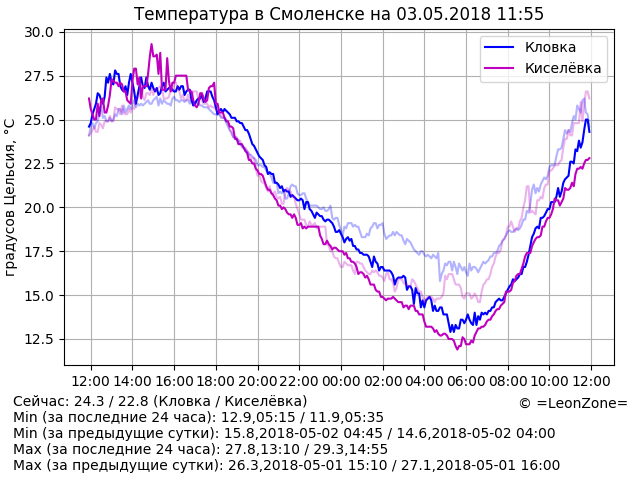 Температура в Смоленске на 03.05.2018 11:55
30.0
27.5
25.0
22.5
20.0
17.5
15.0
12.5
градусов Цельсия, °C
Кловка
Киселёвка
12:00 14:00 16:00 18:00 20:00 22:00 00:00 02:00 04:00 06:00 08:00 10:00 12:00
Сейчас: 24.3 / 22.8 (Кловка / Киселёвка)
© =LeonZone=
Min (за последние 24 часа): 12.9,05:15 / 11.9,05:35
Min (за предыдущие сутки): 15.8,2018-05-02 04:45 / 14.6,2018-05-02 04:00
Max (за последние 24 часа): 27.8,13:10 / 29.3,14:55
Max (за предыдущие сутки): 26.3,2018-05-01 15:10 / 27.1,2018-05-01 16:00